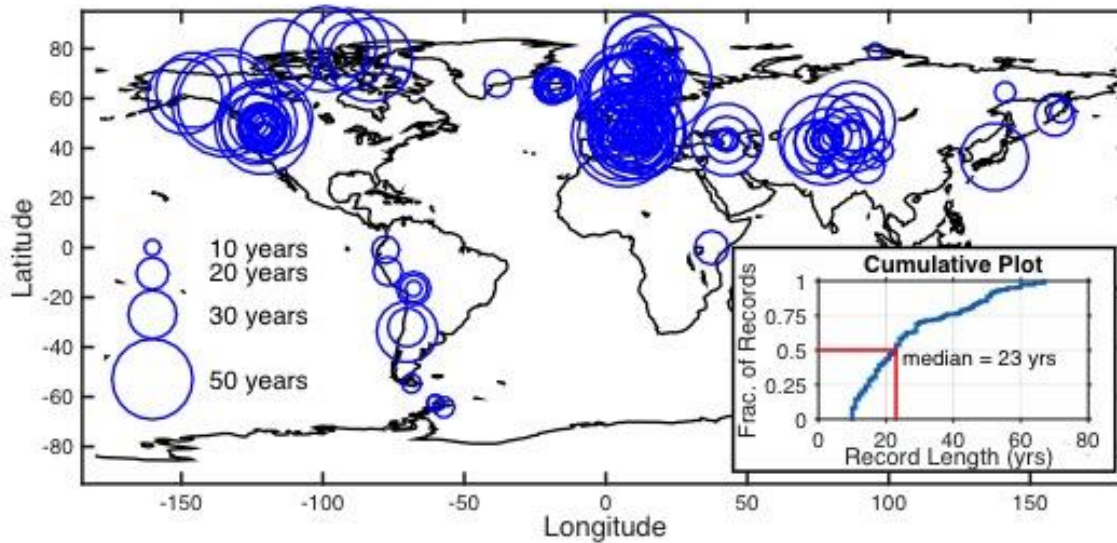 80
60
40
20
0
-20
-40
-60
-80
Latitude
10 years
20 years
30 years
50 years
-150
-100
-50
0
50
100
150
Longitude
Cumulative Plot
Frac. of Records
1
0.75
0.5
0.25
0
median = 23 yrs
0
20
40
60
80
Record Length (yrs)